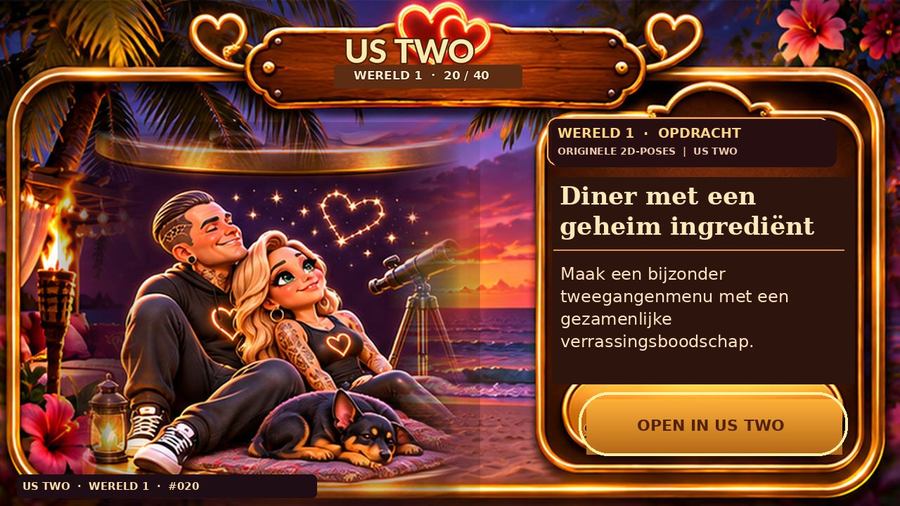 US TWO
WERELD 1 · 20 / 40
WERELD 1 · OPDRACHT
ORIGINELE 2D-POSES | US TWO
Diner met een
geheim ingrediënt
Maak een bijzonder
tweegangenmenu met een
gezamenlijke
verrassingsboodschap.
OPEN IN US TWO
US TWO · WERELD 1 · #020